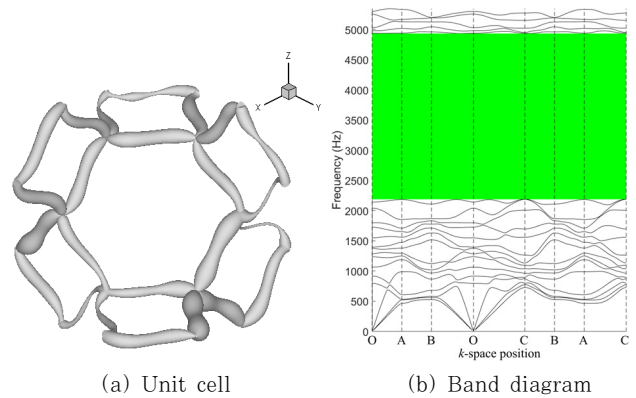 Z
X
Y
Frequency (Hz)
5000
4500
4000
3500
3000
2500
2000
1500
1000
500
0
O A B O C B A C
k-space position
(a) Unit cell
(b) Band diagram